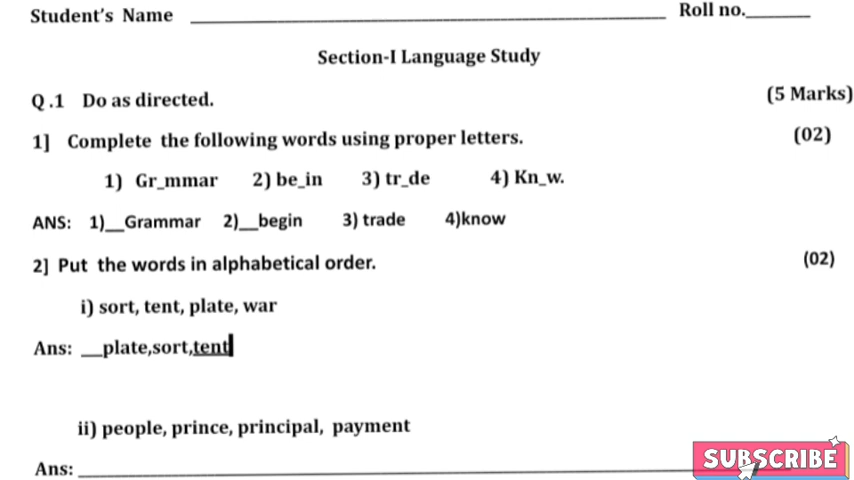 Student's Name ______________ Roll no.______
Section-I Language Study
Q.1 Do as directed. (5 Marks)
1] Complete the following words using proper letters. (02)
1) Gr_mmar 2) be_in 3) tr_de 4) Kn_w.
ANS: 1)__Grammar 2)__begin 3) trade 4)know
2] Put the words in alphabetical order. (02)
i) sort, tent, plate, war
Ans: __plate,sort,tent
ii) people, prince, principal, payment
Ans: ______________
SUBSCRIBE